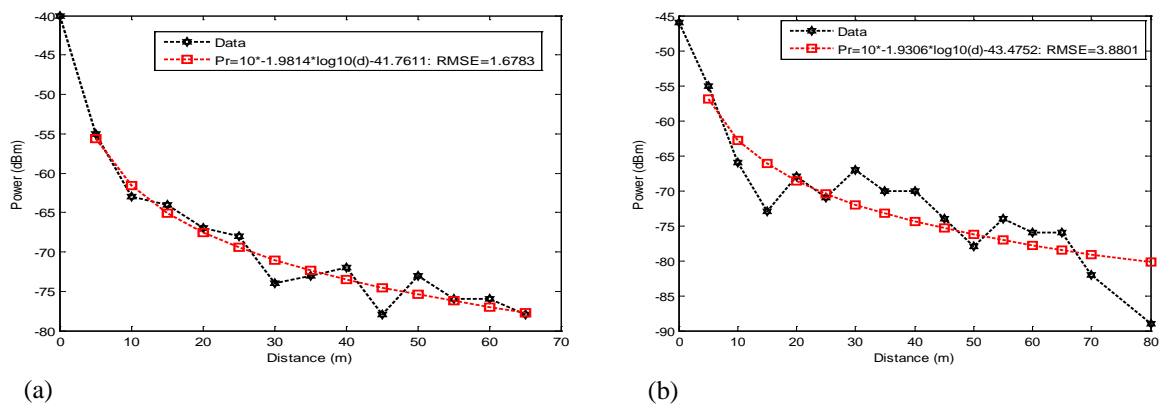 -40
-45
-50
-55
-60
-65
-70
-75
-80
0 10 20 30 40 50 60 70
Power (dBm)
Distance (m)
Data
Pr=10*-1.9814*log10(d)-41.7611: RMSE=1.6783
(a)
-45
-50
-55
-60
-65
-70
-75
-80
-85
-90
0 10 20 30 40 50 60 70 80
Power (dBm)
Distance (m)
Data
Pr=10*-1.9306*log10(d)-43.4752: RMSE=3.8801
(b)